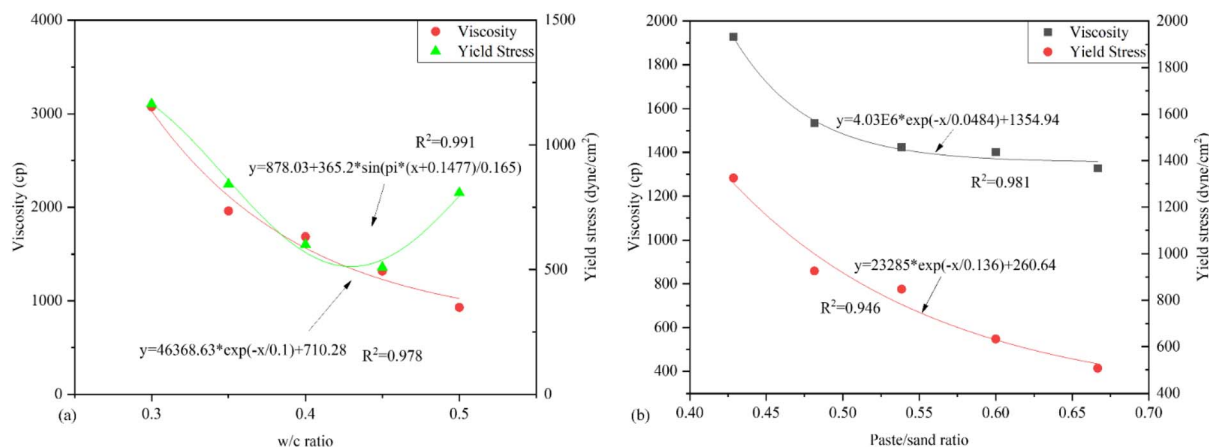 4000
3000
2000
1000
0
Viscosity (cp)
1500
1000
500
0
Yield stress (dyne/cm²)
Viscosity
Yield Stress
R²=0.991
y=878.03+365.2*sin(pi*(x+0.1477)/0.165)
y=46368.63*exp(-x/0.1)+710.28
R²=0.978
(a)
0.3 0.4 0.5
w/c ratio
2000
1800
1600
1400
1200
1000
800
600
400
Viscosity (cp)
2000
1800
1600
1400
1200
1000
800
600
400
Yield stress (dyne/cm²)
Viscosity
Yield Stress
y=4.03E6*exp(-x/0.0484)+1354.94
R²=0.981
y=23285*exp(-x/0.136)+260.64
R²=0.946
(b)
0.40 0.45 0.50 0.55 0.60 0.65 0.70
Paste/sand ratio